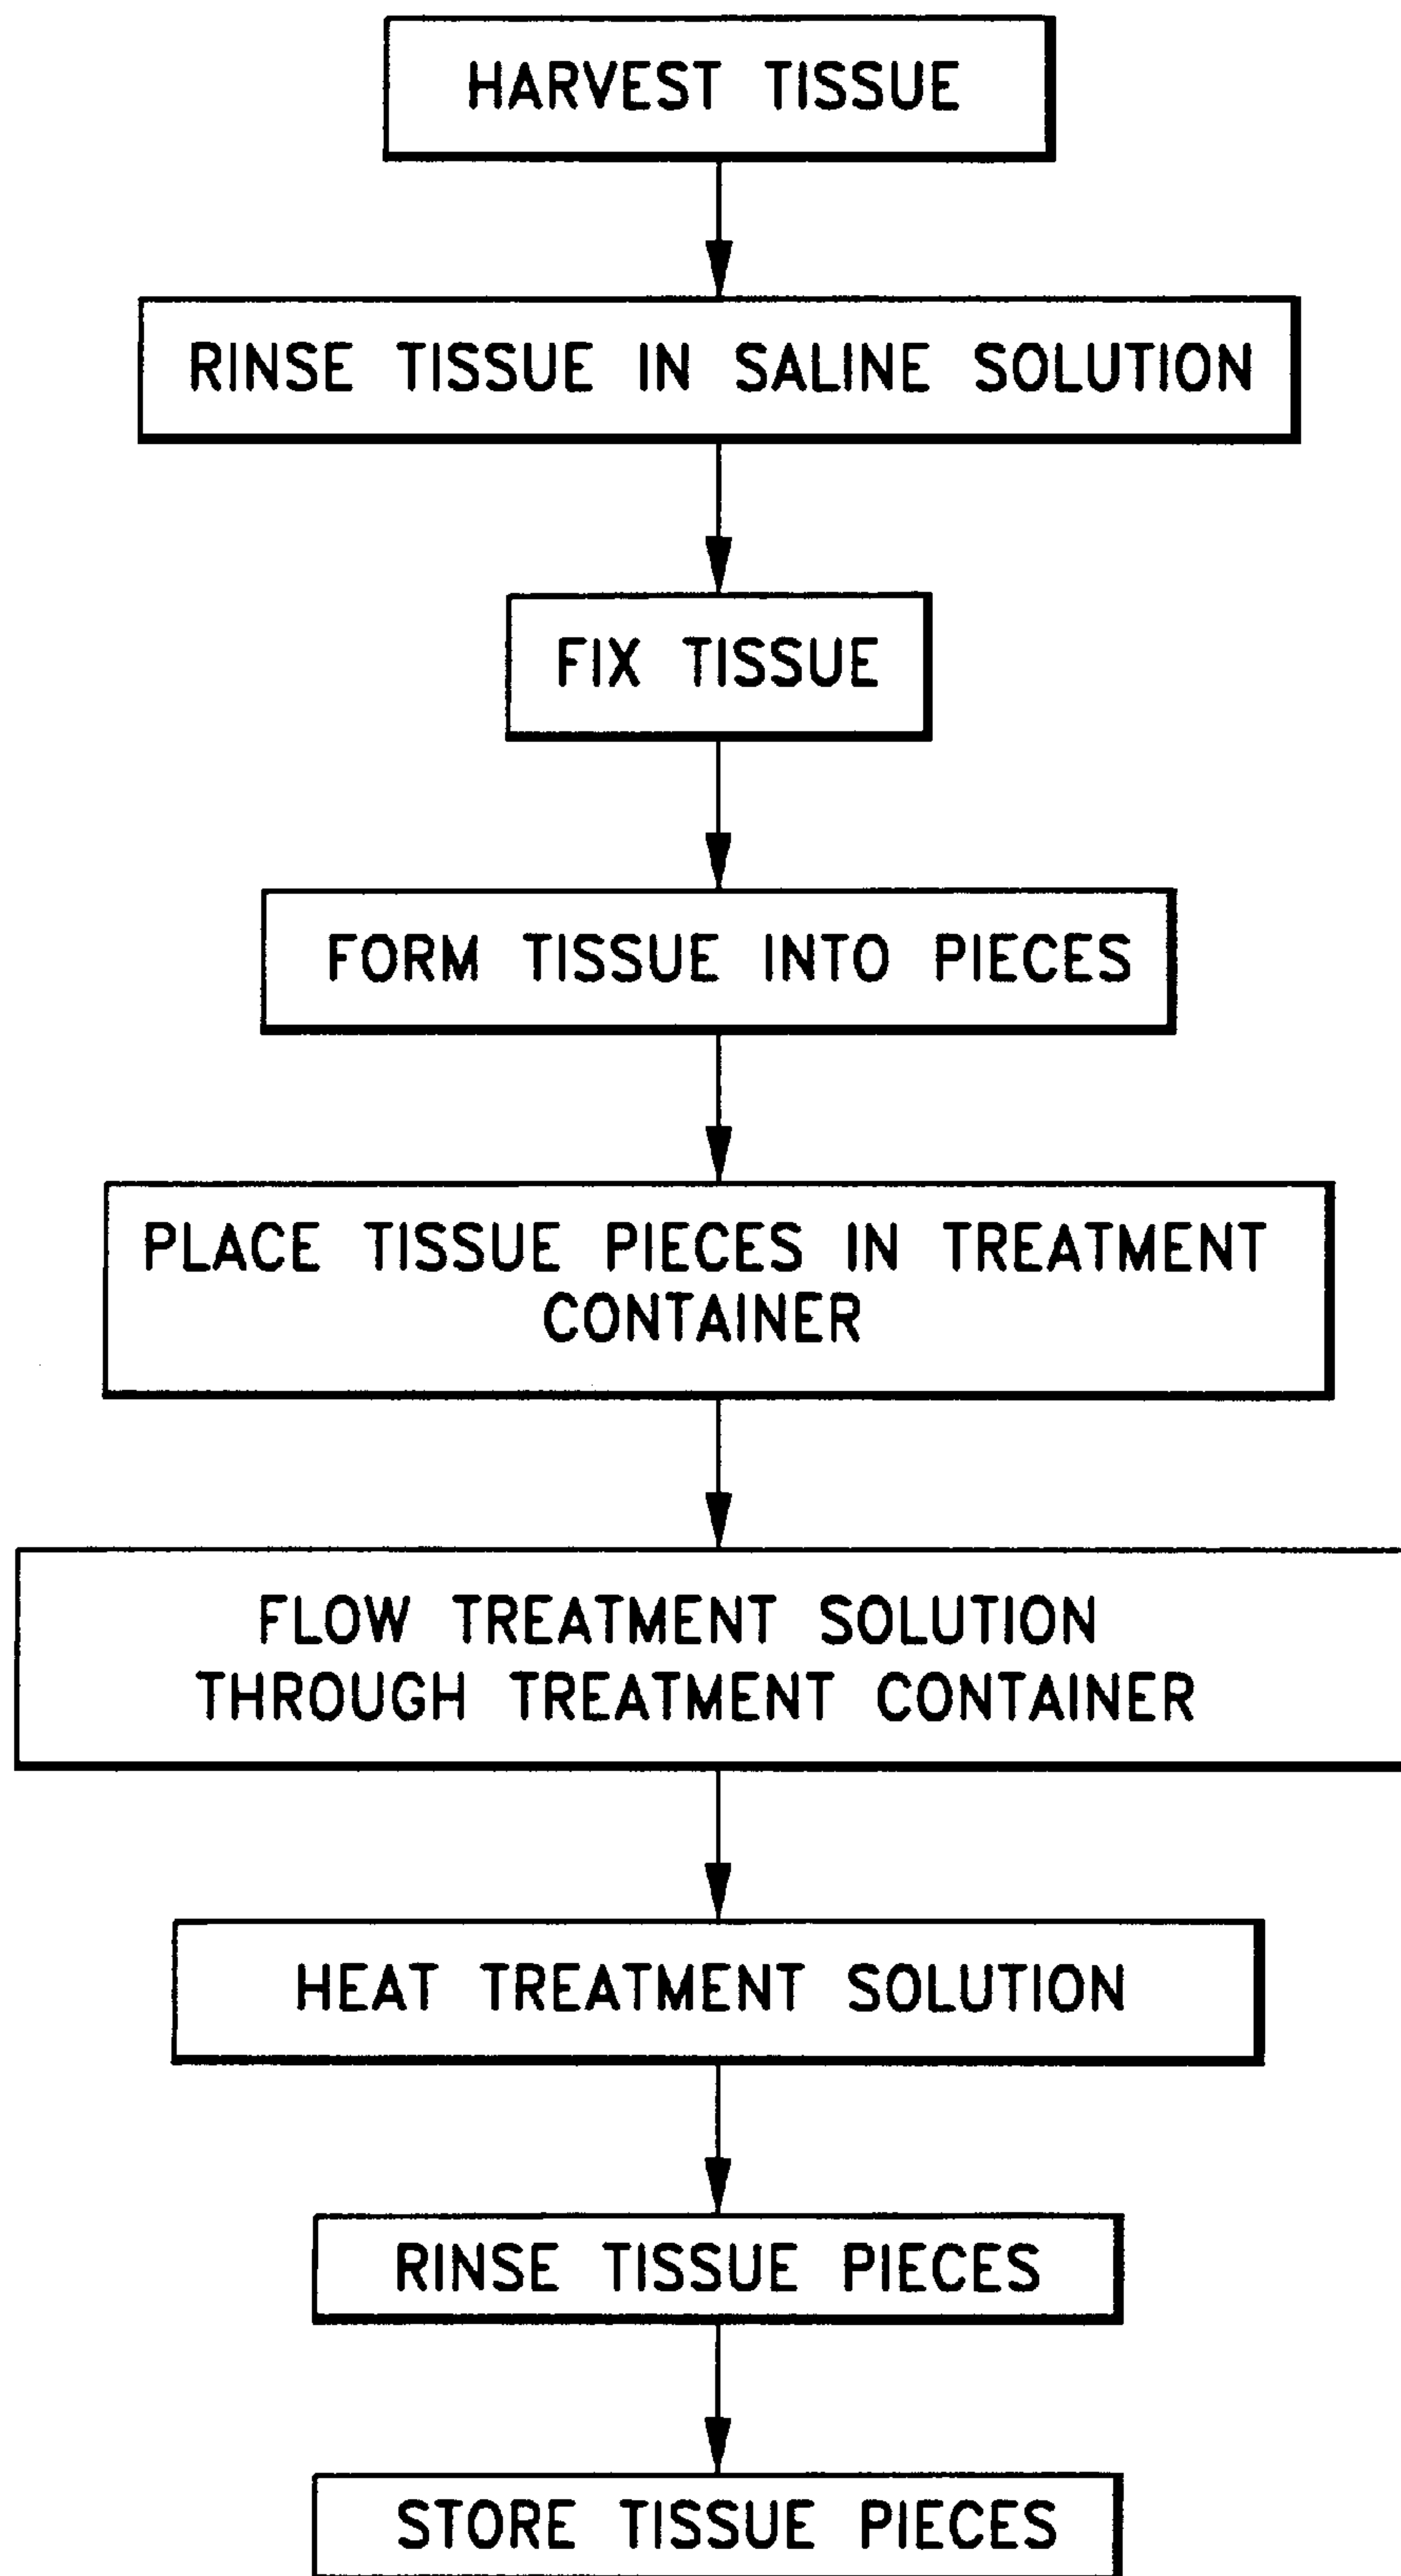 HARVEST TISSUE
RINSE TISSUE IN SALINE SOLUTION
FIX TISSUE
FORM TISSUE INTO PIECES
PLACE TISSUE PIECES IN TREATMENT
CONTAINER
FLOW TREATMENT SOLUTION
THROUGH TREATMENT CONTAINER
HEAT TREATMENT SOLUTION
RINSE TISSUE PIECES
STORE TISSUE PIECES